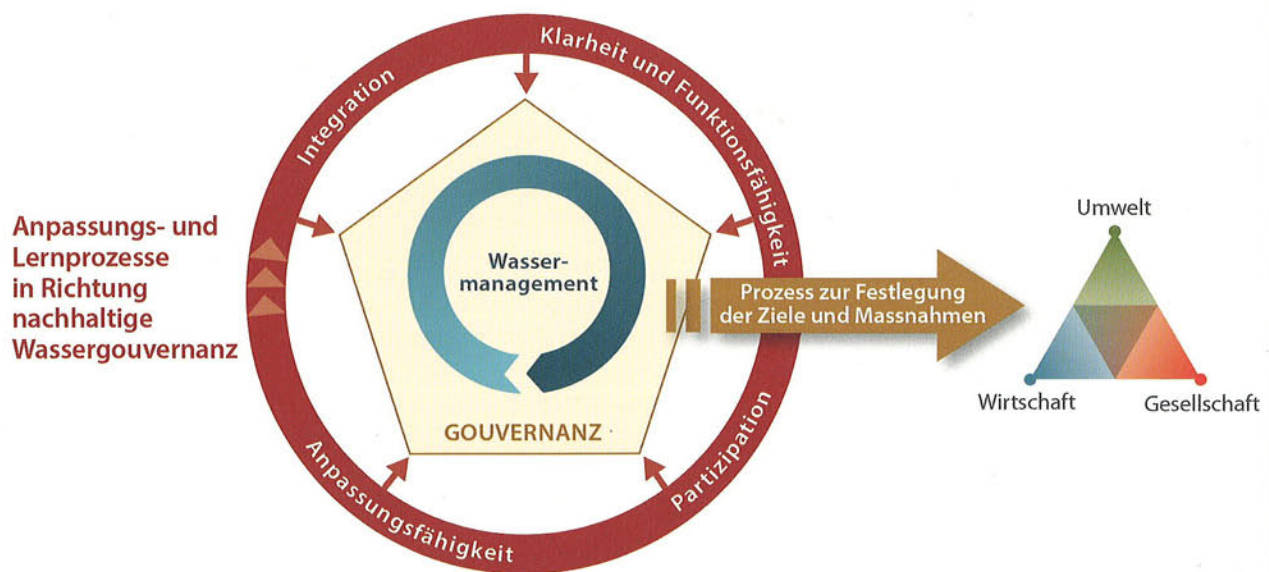 Klarheit und Funktionsfähigkeit
Integration
Anpassungs- und
Lernprozesse
in Richtung
nachhaltige
Wassergouvernanz
Wasser-
management
GOUVERNANZ
Anpassungsfähigkeit
Partizipation
Prozess zur Festlegung
der Ziele und Massnahmen
Umwelt
Wirtschaft
Gesellschaft